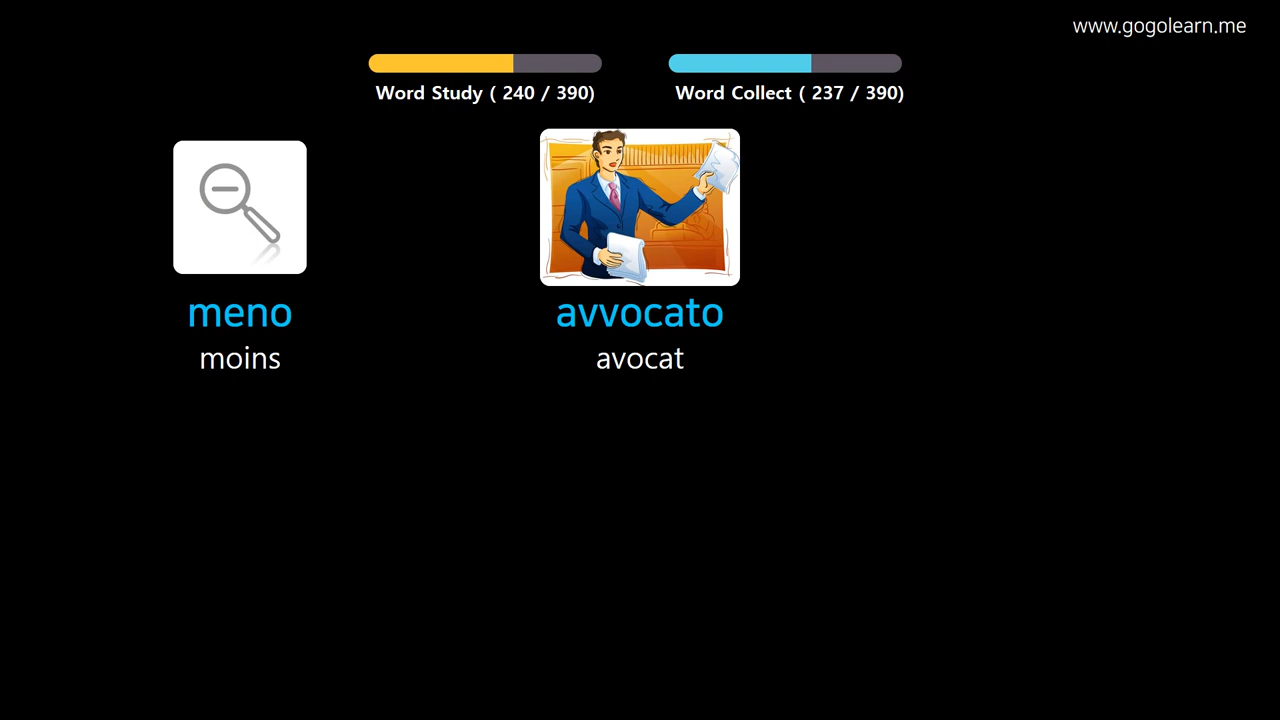 www.gogolearn.me
Word Study ( 240 / 390)
Word Collect ( 237 / 390)
meno
moins
avvocato
avocat